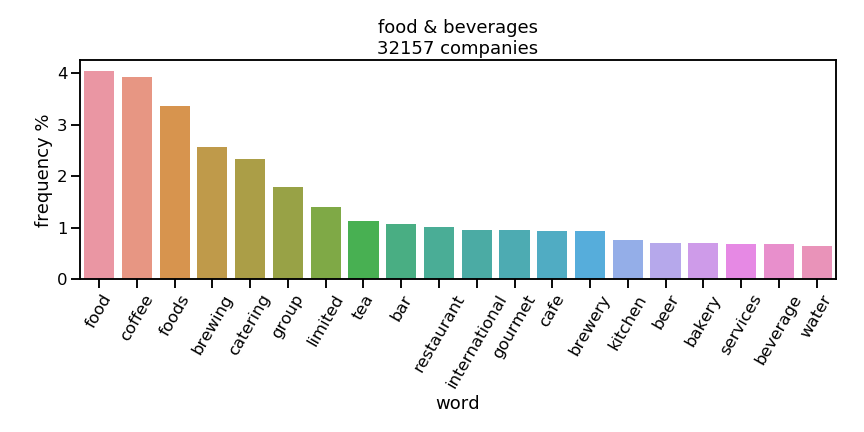 food & beverages
32157 companies
frequency %
4
3
2
1
0
food
coffee
foods
brewing
catering
group
limited
tea
bar
restaurant
international
gourmet
cafe
brewery
kitchen
beer
bakery
services
beverage
water
word